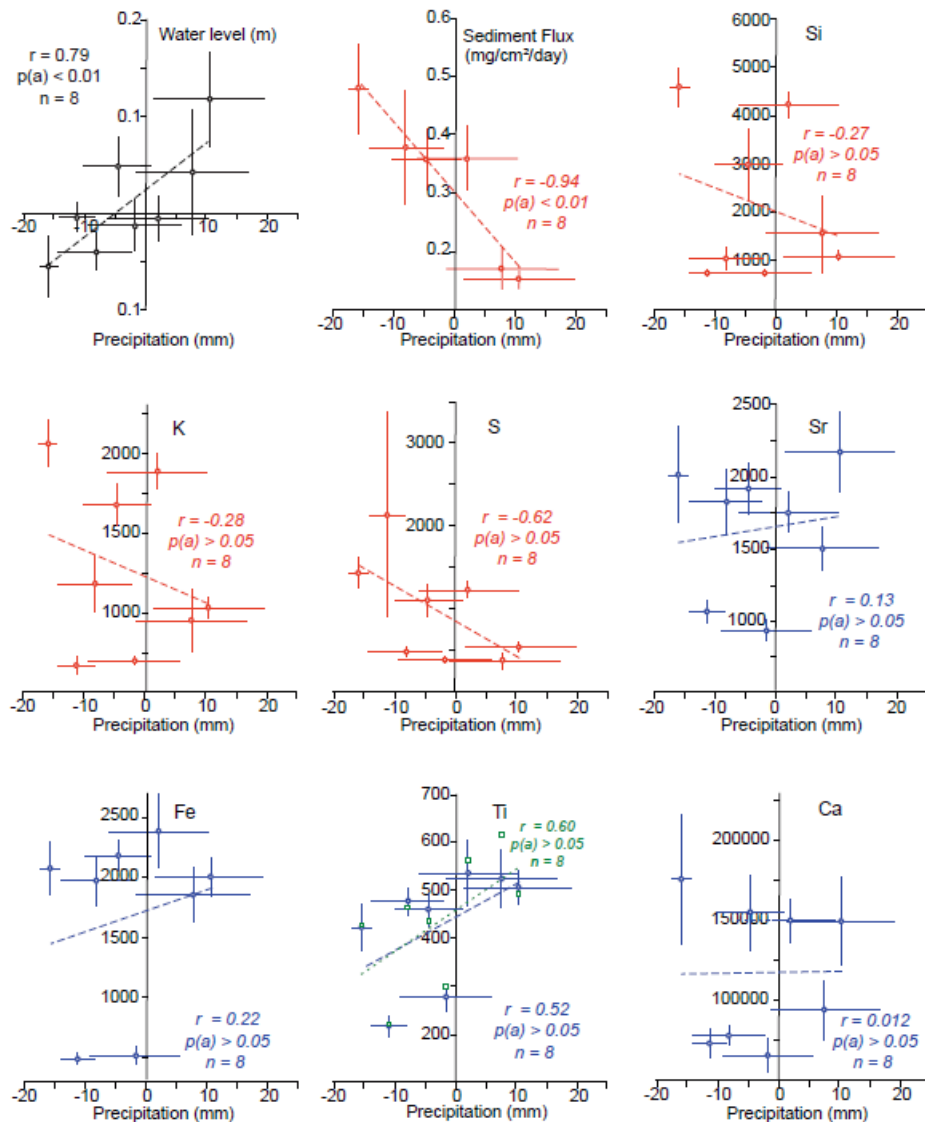 0.2
Water level (m)
r = 0.79
p(a) < 0.01
n = 8
0.1
-20
-10
10
20
0.1
Precipitation (mm)
0.6
Sediment Flux
(mg/cm²/day)
0.5
0.4
0.3
r = -0.94
p(a) < 0.01
n = 8
0.2
-20 -10 0 10 20
Precipitation (mm)
6000
Si
5000
4000
r = -0.27
p(a) > 0.05
n = 8
3000
2000
1000
-20 -10 0 10 20
Precipitation (mm)
K
2000
1500
r = -0.28
p(a) > 0.05
n = 8
1000
-20 -10 0 10 20
Precipitation (mm)
S
3000
r = -0.62
p(a) > 0.05
n = 8
2000
1000
-20 -10 0 10 20
Precipitation (mm)
2500
Sr
2000
1500
r = 0.13
p(a) > 0.05
n = 8
1000
-20 -10 0 10 20
Precipitation (mm)
Fe
2500
2000
1500
1000
r = 0.22
p(a) > 0.05
n = 8
-20 -10 0 10 20
Precipitation (mm)
700
Ti
r = 0.60
p(a) > 0.05
n = 8
600
500
400
300
r = 0.52
p(a) > 0.05
n = 8
200
-20 -10 0 10 20
Precipitation (mm)
Ca
200000
150000
100000
r = 0.012
p(a) > 0.05
n = 8
-20 -10 0 10 20
Precipitation (mm)